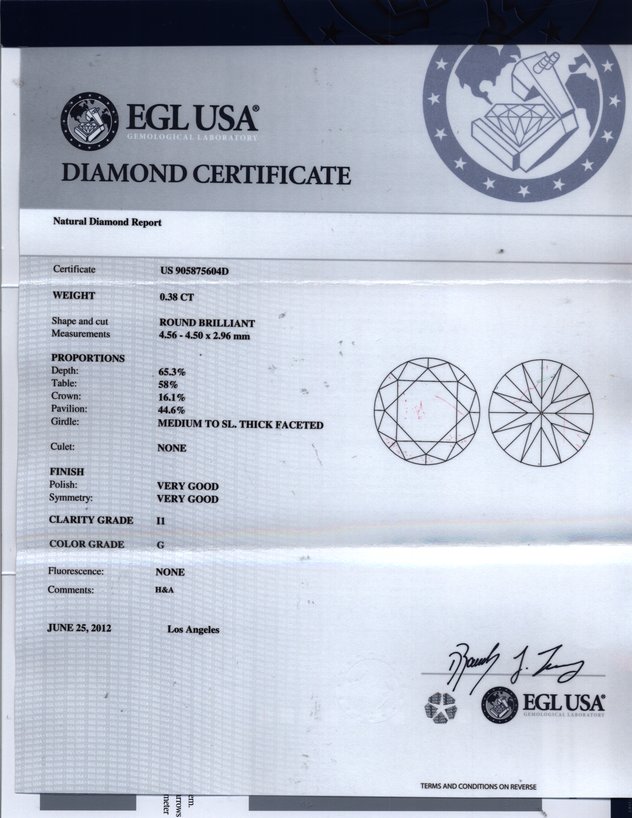 EGL USA®
GEMOLOGICAL LABORATORY
DIAMOND CERTIFICATE
Natural Diamond Report
Certificate US 905875604D
WEIGHT 0.38 CT
Shape and cut ROUND BRILLIANT
Measurements 4.56 - 4.50 x 2.96 mm
PROPORTIONS
Depth: 65.3%
Table: 58%
Crown: 16.1%
Pavilion: 44.6%
Girdle: MEDIUM TO SL. THICK FACETED
Culet: NONE
FINISH
Polish: VERY GOOD
Symmetry: VERY GOOD
CLARITY GRADE I1
COLOR GRADE G
Fluorescence: NONE
Comments: H&A
JUNE 25, 2012 Los Angeles
EGL USA®
GEMOLOGICAL LABORATORY
TERMS AND CONDITIONS ON REVERSE